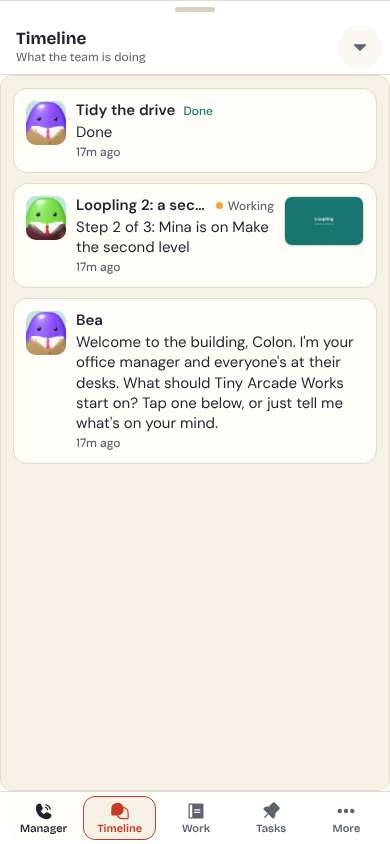 Timeline
What the team is doing
Tidy the drive Done
Done
17m ago
Loopling 2: a sec... Working
Step 2 of 3: Mina is on Make
the second level
17m ago
Loopling
Bea
Welcome to the building, Colon. I'm your
office manager and everyone's at their
desks. What should Tiny Arcade Works
start on? Tap one below, or just tell me
what's on your mind.
17m ago
Manager Timeline Work Tasks More